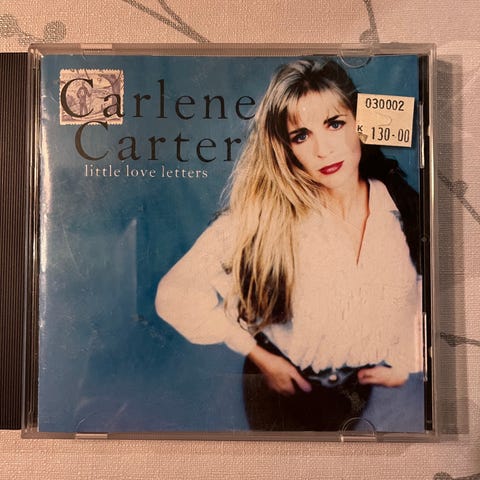 Carlene
Carter
little love letters
030002
K 130-00